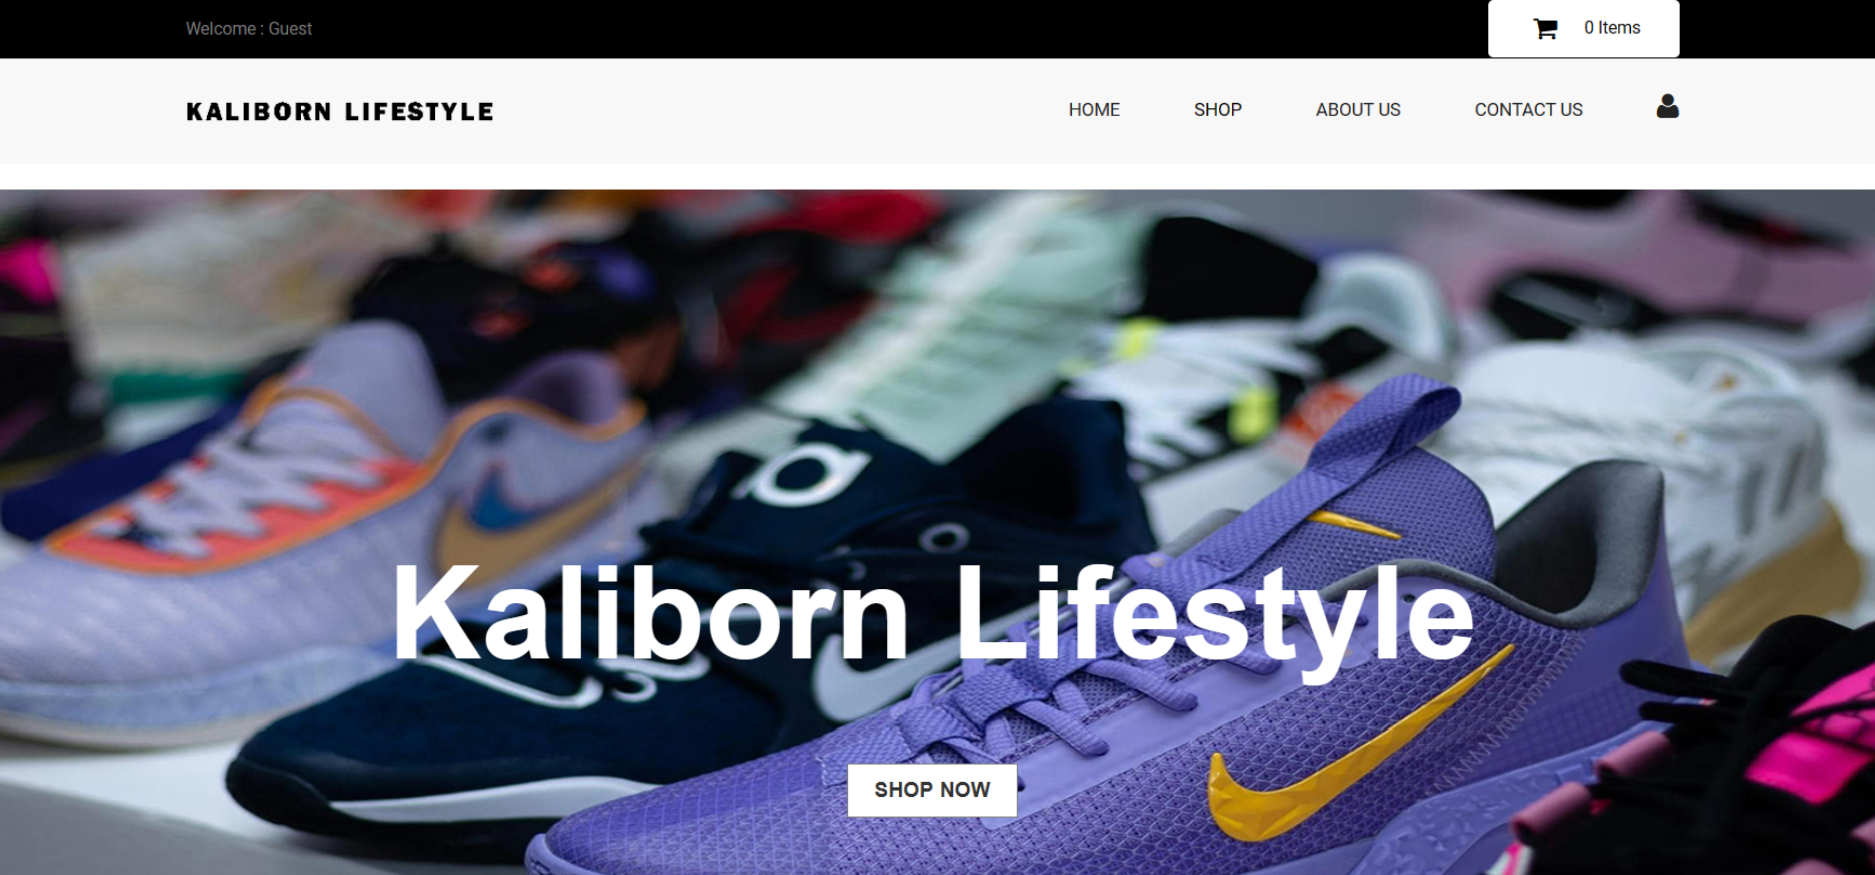 Welcome : Guest
0 Items
KALIBORN LIFESTYLE
HOME
SHOP
ABOUT US
CONTACT US
Kaliborn Lifestyle
SHOP NOW